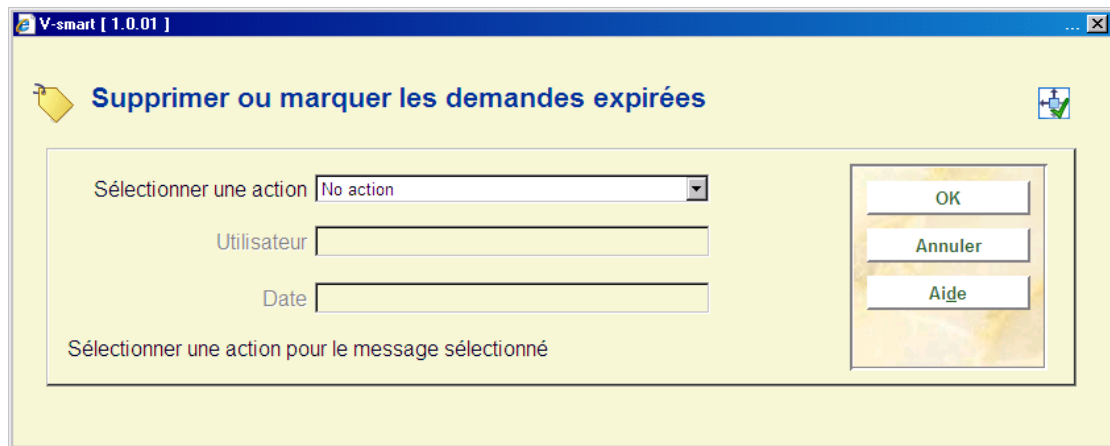 V-smart [ 1.0.01 ]
...
Supprimer ou marquer les demandes expirées
Sélectionner une action No action
Utilisateur
Date
Sélectionner une action pour le message sélectionné
OK
Annuler
Aide